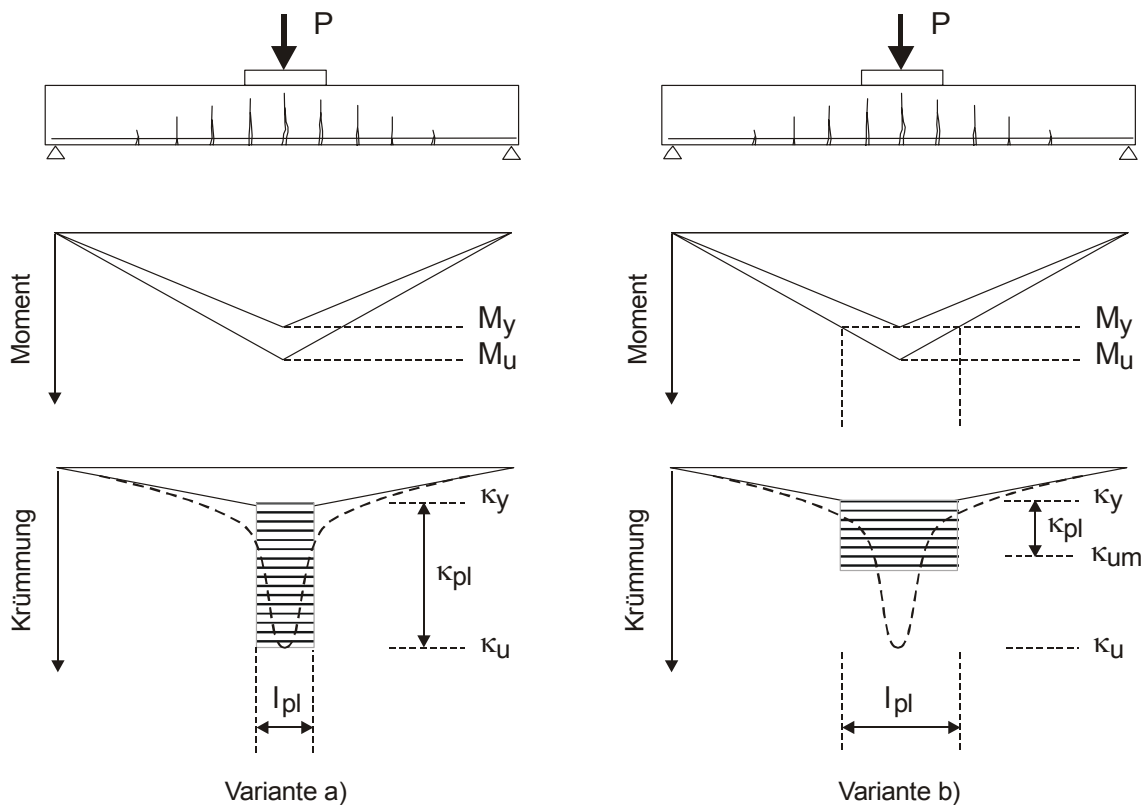 P
P
Moment
My
Mu
Moment
My
Mu
Krümmung
κy
κpl
κu
lpl
Krümmung
κy
κpl
κum
κu
lpl
Variante a)
Variante b)